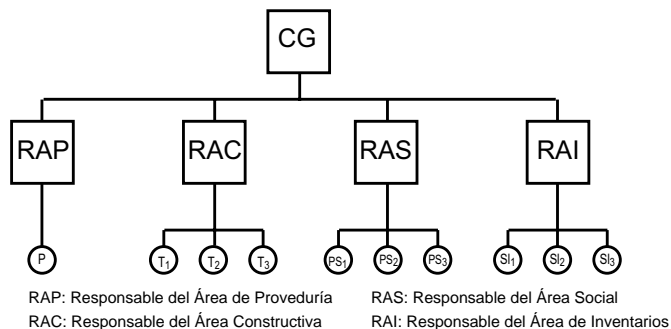 CG
RAP RAC RAS RAI
P T1 T2 T3 PS1 PS2 PS3 SI1 SI2 SI3
RAP: Responsable del Área de Proveduría RAS: Responsable del Área Social
RAC: Responsable del Área Constructiva RAI: Responsable del Área de Inventarios